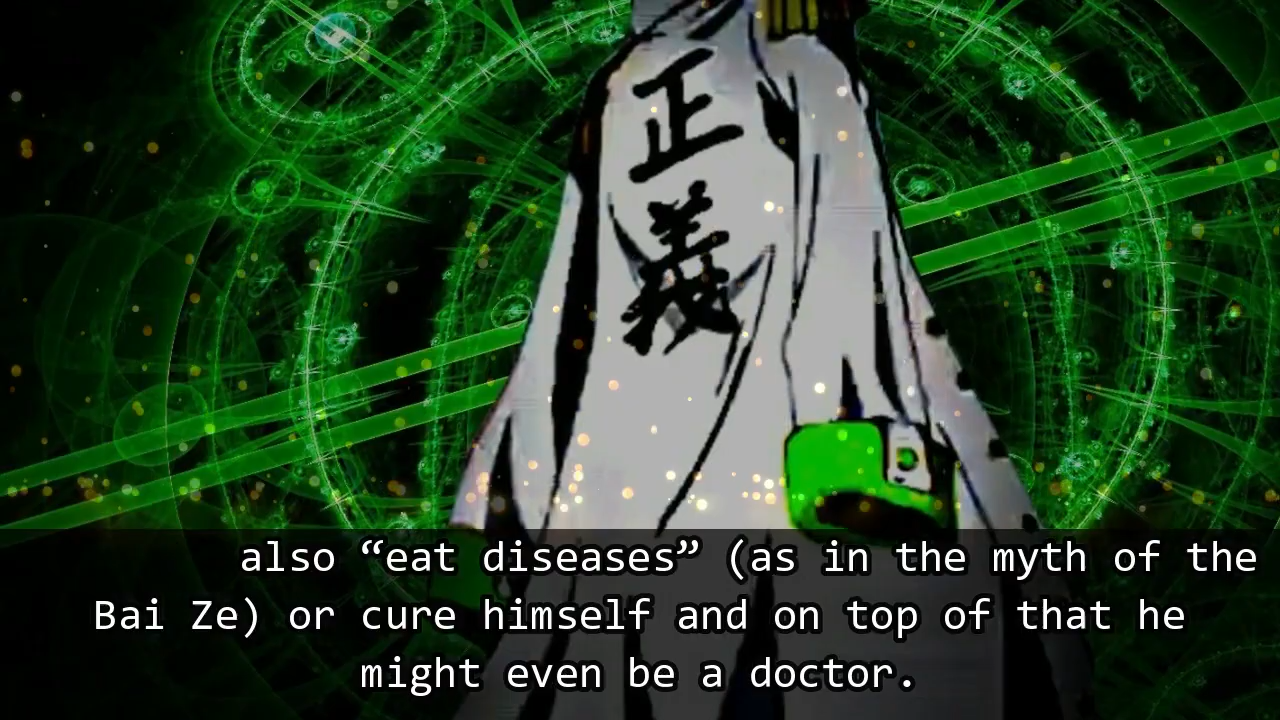 正
義
also “eat diseases” (as in the myth of the
Bai Ze) or cure himself and on top of that he
might even be a doctor.